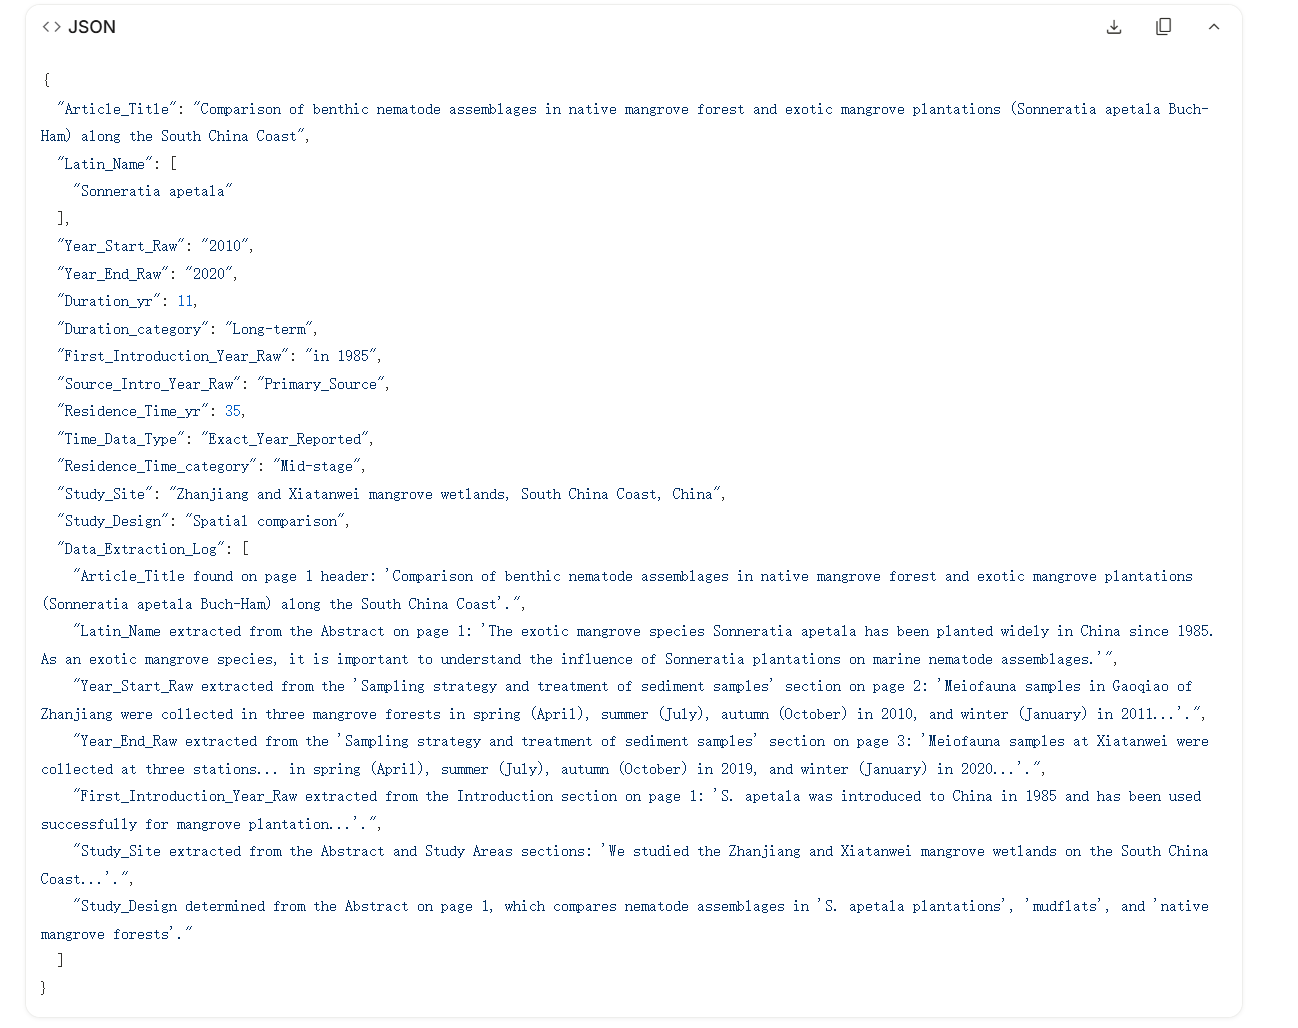 <> JSON
{
"Article_Title": "Comparison of benthic nematode assemblages in native mangrove forest and exotic mangrove plantations (Sonneratia apetala Buch-
Ham) along the South China Coast",
"Latin_Name": [
"Sonneratia apetala"
],
"Year_Start_Raw": "2010",
"Year_End_Raw": "2020",
"Duration_yr": 11,
"Duration_category": "Long-term",
"First_Introduction_Year_Raw": "in 1985",
"Source_Intro_Year_Raw": "Primary_Source",
"Residence_Time_yr": 35,
"Time_Data_Type": "Exact_Year_Reported",
"Residence_Time_category": "Mid-stage",
"Study_Site": "Zhanjiang and Xiatanwei mangrove wetlands, South China Coast, China",
"Study_Design": "Spatial comparison",
"Data_Extraction_Log": [
"Article_Title found on page 1 header: 'Comparison of benthic nematode assemblages in native mangrove forest and exotic mangrove plantations
(Sonneratia apetala Buch-Ham) along the South China Coast'.",
"Latin_Name extracted from the Abstract on page 1: 'The exotic mangrove species Sonneratia apetala has been planted widely in China since 1985.
As an exotic mangrove species, it is important to understand the influence of Sonneratia plantations on marine nematode assemblages.'",
"Year_Start_Raw extracted from the 'Sampling strategy and treatment of sediment samples' section on page 2: 'Meiofauna samples in Gaoqiao of
Zhanjiang were collected in three mangrove forests in spring (April), summer (July), autumn (October) in 2010, and winter (January) in 2011...'.",
"Year_End_Raw extracted from the 'Sampling strategy and treatment of sediment samples' section on page 3: 'Meiofauna samples at Xiatanwei were
collected at three stations... in spring (April), summer (July), autumn (October) in 2019, and winter (January) in 2020...'.",
"First_Introduction_Year_Raw extracted from the Introduction section on page 1: 'S. apetala was introduced to China in 1985 and has been used
successfully for mangrove plantation...'.",
"Study_Site extracted from the Abstract and Study Areas sections: 'We studied the Zhanjiang and Xiatanwei mangrove wetlands on the South China
Coast...'.",
"Study_Design determined from the Abstract on page 1, which compares nematode assemblages in 'S. apetala plantations', 'mudflats', and 'native
mangrove forests'."
]
}